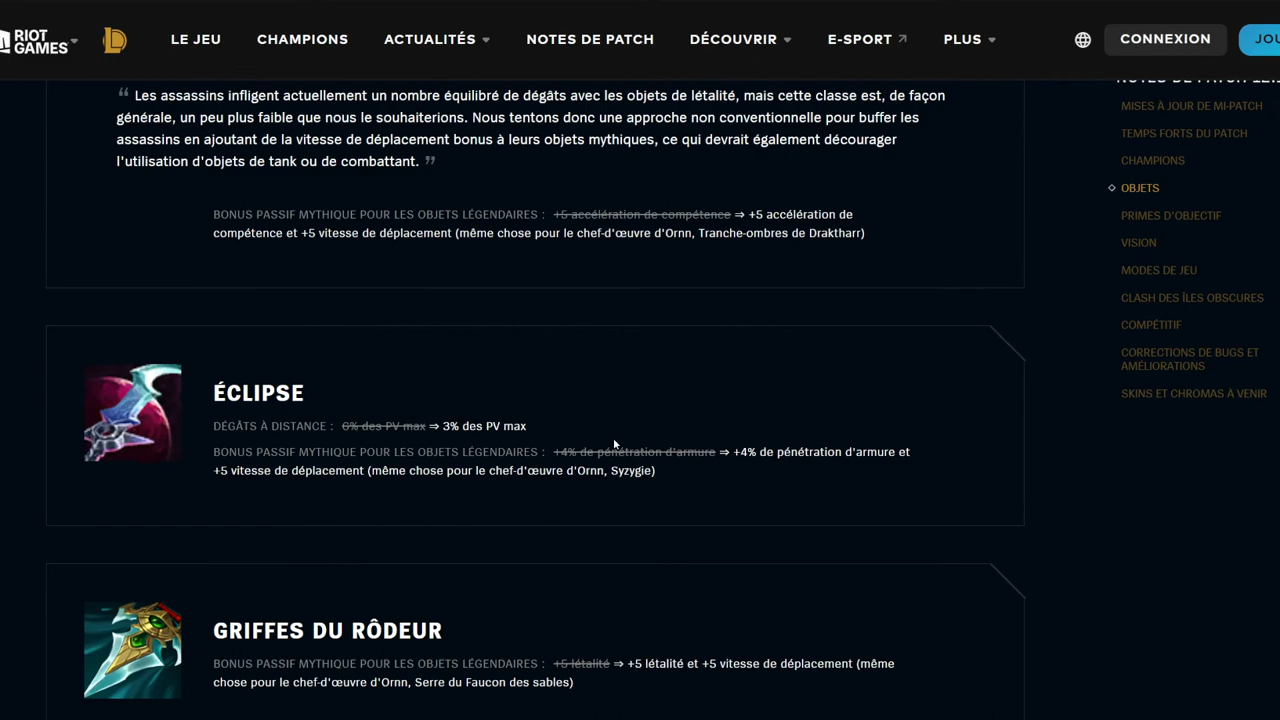 RIOT GAMES
LE JEU
CHAMPIONS
ACTUALITÉS
NOTES DE PATCH
DÉCOUVRIR
E-SPORT
PLUS
CONNEXION
JOU
“ Les assassins infligent actuellement un nombre équilibré de dégâts avec les objets de létalité, mais cette classe est, de façon
générale, un peu plus faible que nous le souhaiterions. Nous tentons donc une approche non conventionnelle pour buffer les
assassins en ajoutant de la vitesse de déplacement bonus à leurs objets mythiques, ce qui devrait également décourager
l'utilisation d'objets de tank ou de combattant. ”
BONUS PASSIF MYTHIQUE POUR LES OBJETS LÉGENDAIRES : +5 accélération de compétence ⇒ +5 accélération de
compétence et +5 vitesse de déplacement (même chose pour le chef-d'œuvre d'Ornn, Tranche-ombres de Draktharr)
ÉCLIPSE
DÉGÂTS À DISTANCE : 6% des PV max ⇒ 3% des PV max
BONUS PASSIF MYTHIQUE POUR LES OBJETS LÉGENDAIRES : +4% de pénétration d'armure ⇒ +4% de pénétration d'armure et
+5 vitesse de déplacement (même chose pour le chef-d'œuvre d'Ornn, Syzygie)
GRIFFES DU RÔDEUR
BONUS PASSIF MYTHIQUE POUR LES OBJETS LÉGENDAIRES : +5 létalité ⇒ +5 létalité et +5 vitesse de déplacement (même
chose pour le chef-d'œuvre d'Ornn, Serre du Faucon des sables)
NOTES DE PATCH
MISES À JOUR DE MI-PATCH
TEMPS FORTS DU PATCH
CHAMPIONS
OBJETS
PRIMES D'OBJECTIF
VISION
MODES DE JEU
CLASH DES ÎLES OBSCURES
COMPÉTITIF
CORRECTIONS DE BUGS ET
AMÉLIORATIONS
SKINS ET CHROMAS À VENIR